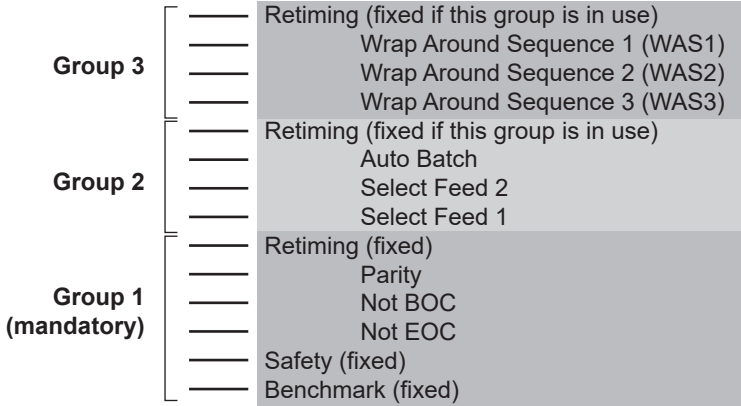 Group 3
Retiming (fixed if this group is in use)
Wrap Around Sequence 1 (WAS1)
Wrap Around Sequence 2 (WAS2)
Wrap Around Sequence 3 (WAS3)
Group 2
Retiming (fixed if this group is in use)
Auto Batch
Select Feed 2
Select Feed 1
Group 1
(mandatory)
Retiming (fixed)
Parity
Not BOC
Not EOC
Safety (fixed)
Benchmark (fixed)